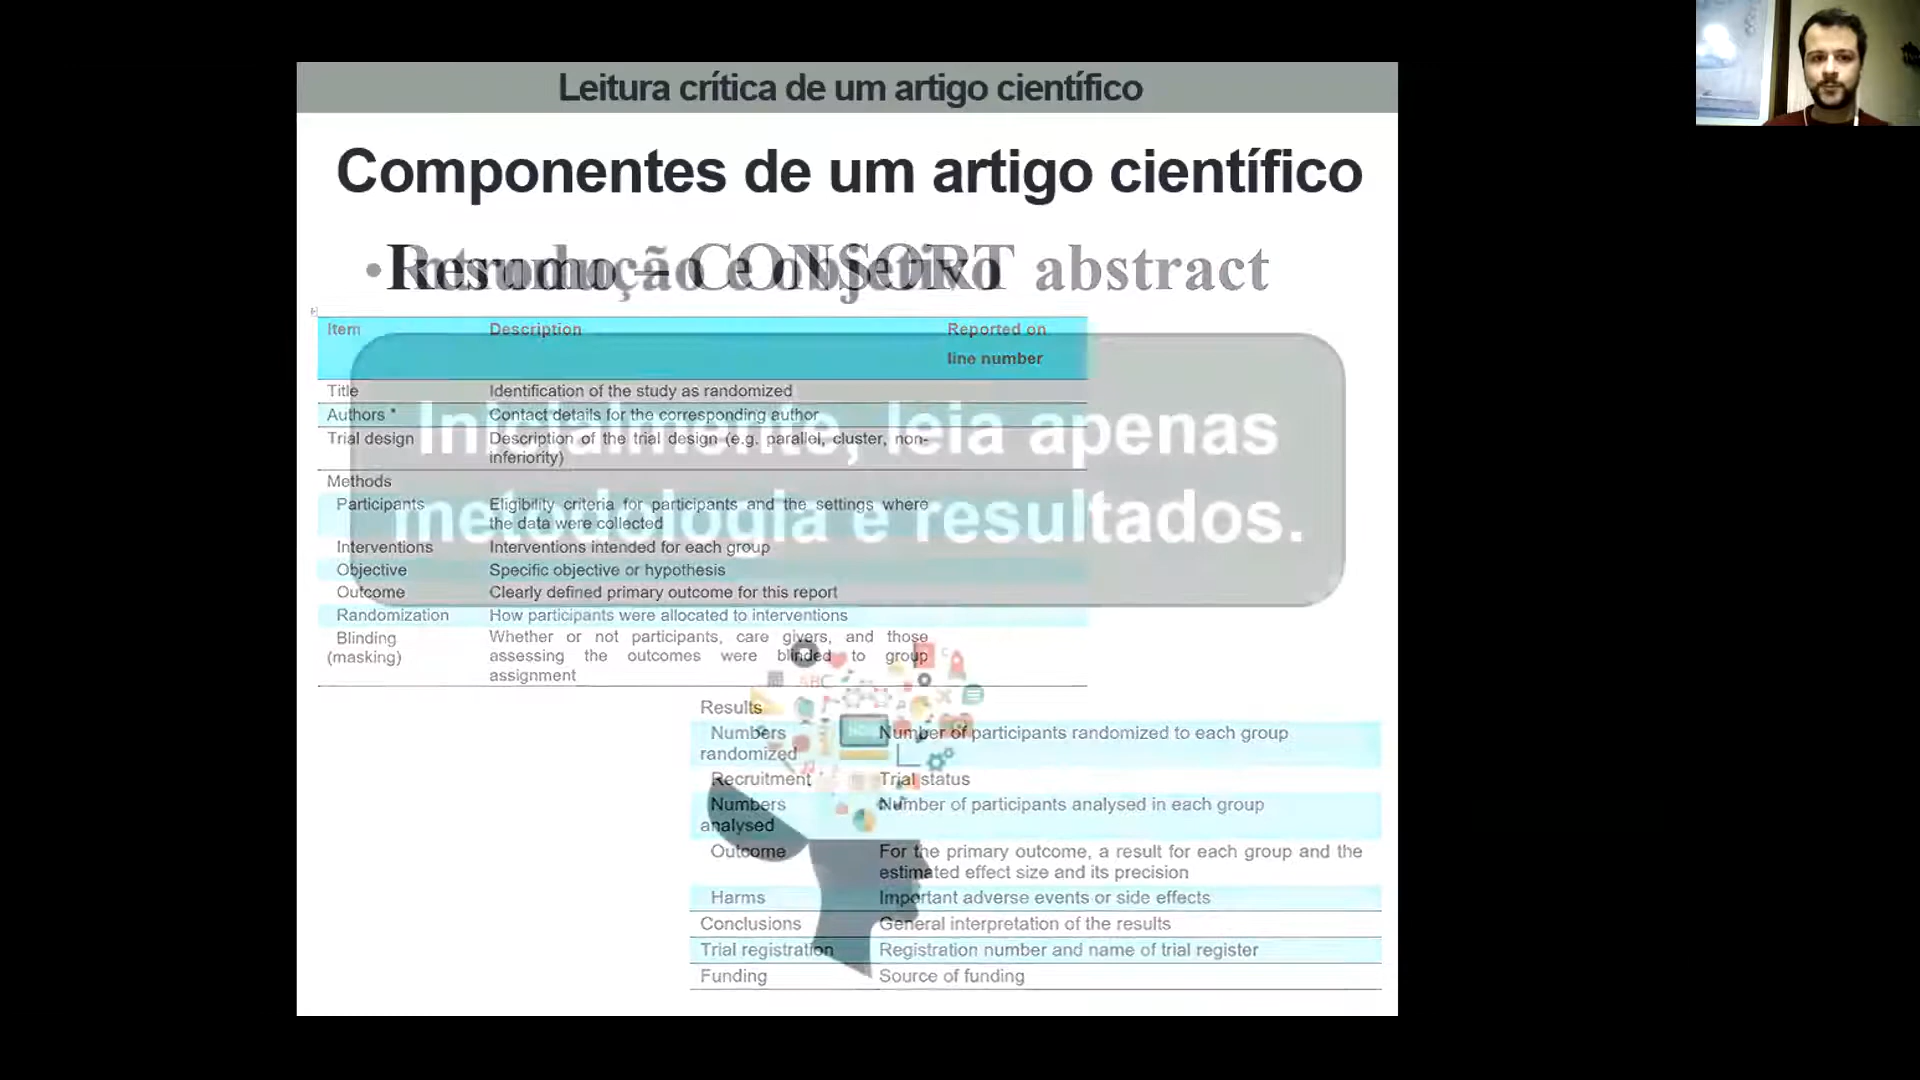 Leitura crítica de um artigo científico
Componentes de um artigo científico
• Resumo – CONSORT abstract
Introdução e objetivo
Item Description Reported on
line number
Title Identification of the study as randomized
Authors * Contact details for the corresponding author
Trial design Description of the trial design (e.g. parallel, cluster, non-
inferiority)
Methods
Participants Eligibility criteria for participants and the settings where
the data were collected
Interventions Interventions intended for each group
Objective Specific objective or hypothesis
Outcome Clearly defined primary outcome for this report
Randomization How participants were allocated to interventions
Blinding Whether or not participants, care givers, and those
(masking) assessing the outcomes were blinded to group
assignment
Inicialmente, leia apenas
metodologia e resultados.
ABC
Results
Numbers Number of participants randomized to each group
randomized
Recruitment Trial status
Numbers Number of participants analysed in each group
analysed
Outcome For the primary outcome, a result for each group and the
estimated effect size and its precision
Harms Important adverse events or side effects
Conclusions General interpretation of the results
Trial registration Registration number and name of trial register
Funding Source of funding